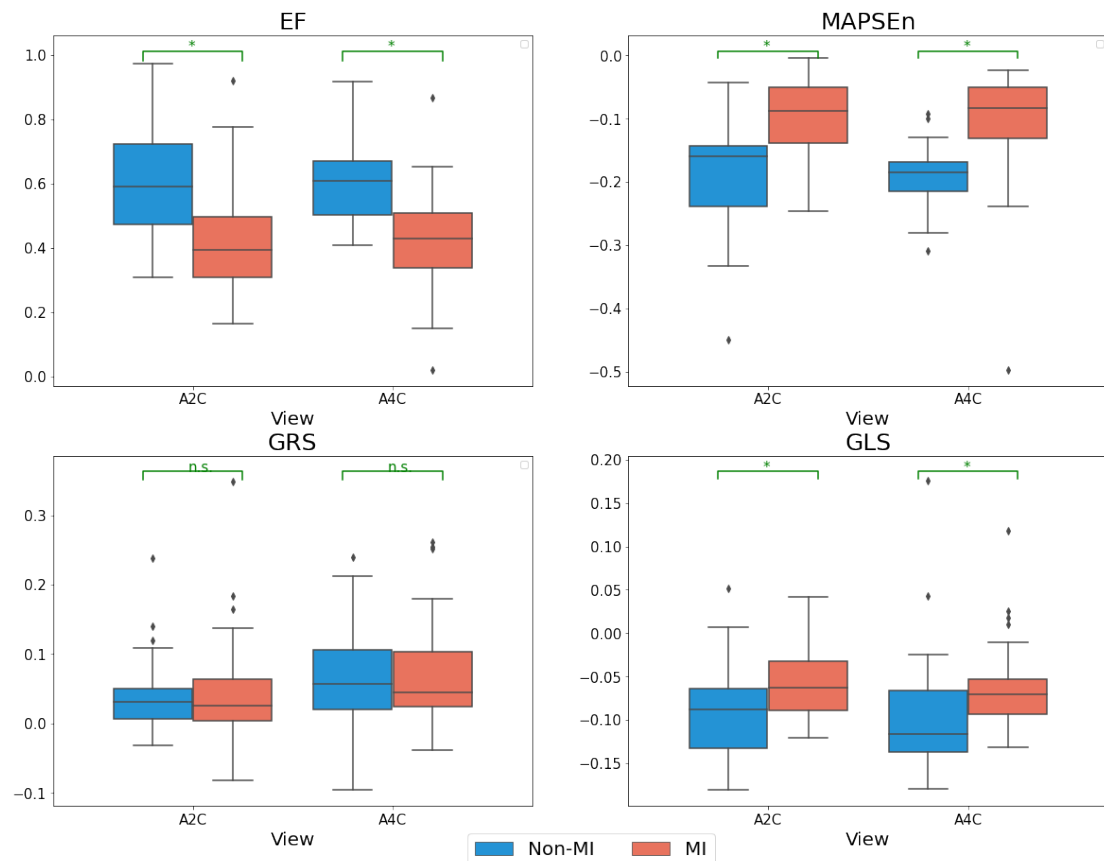 EF
* *
1.0
0.8
0.6
0.4
0.2
0.0
A2C A4C
View
MAPSEn
* *
−0.0
−0.1
−0.2
−0.3
−0.4
−0.5
A2C A4C
View
GRS
n.s. n.s.
0.3
0.2
0.1
0.0
−0.1
A2C A4C
View
GLS
* *
0.20
0.15
0.10
0.05
0.00
−0.05
−0.10
−0.15
A2C A4C
View
Non-MI MI